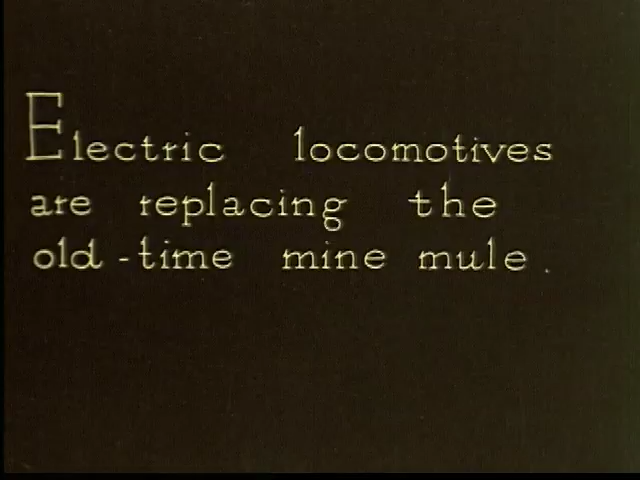 Electric locomotives
are replacing the
old-time mine mule.